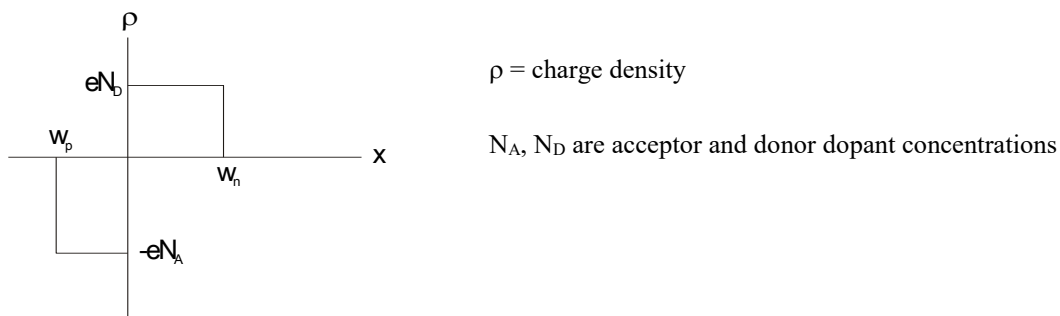 ρ
ρ = charge density
eN_D
w_p
N_A, N_D are acceptor and donor dopant concentrations
x
w_n
-eN_A